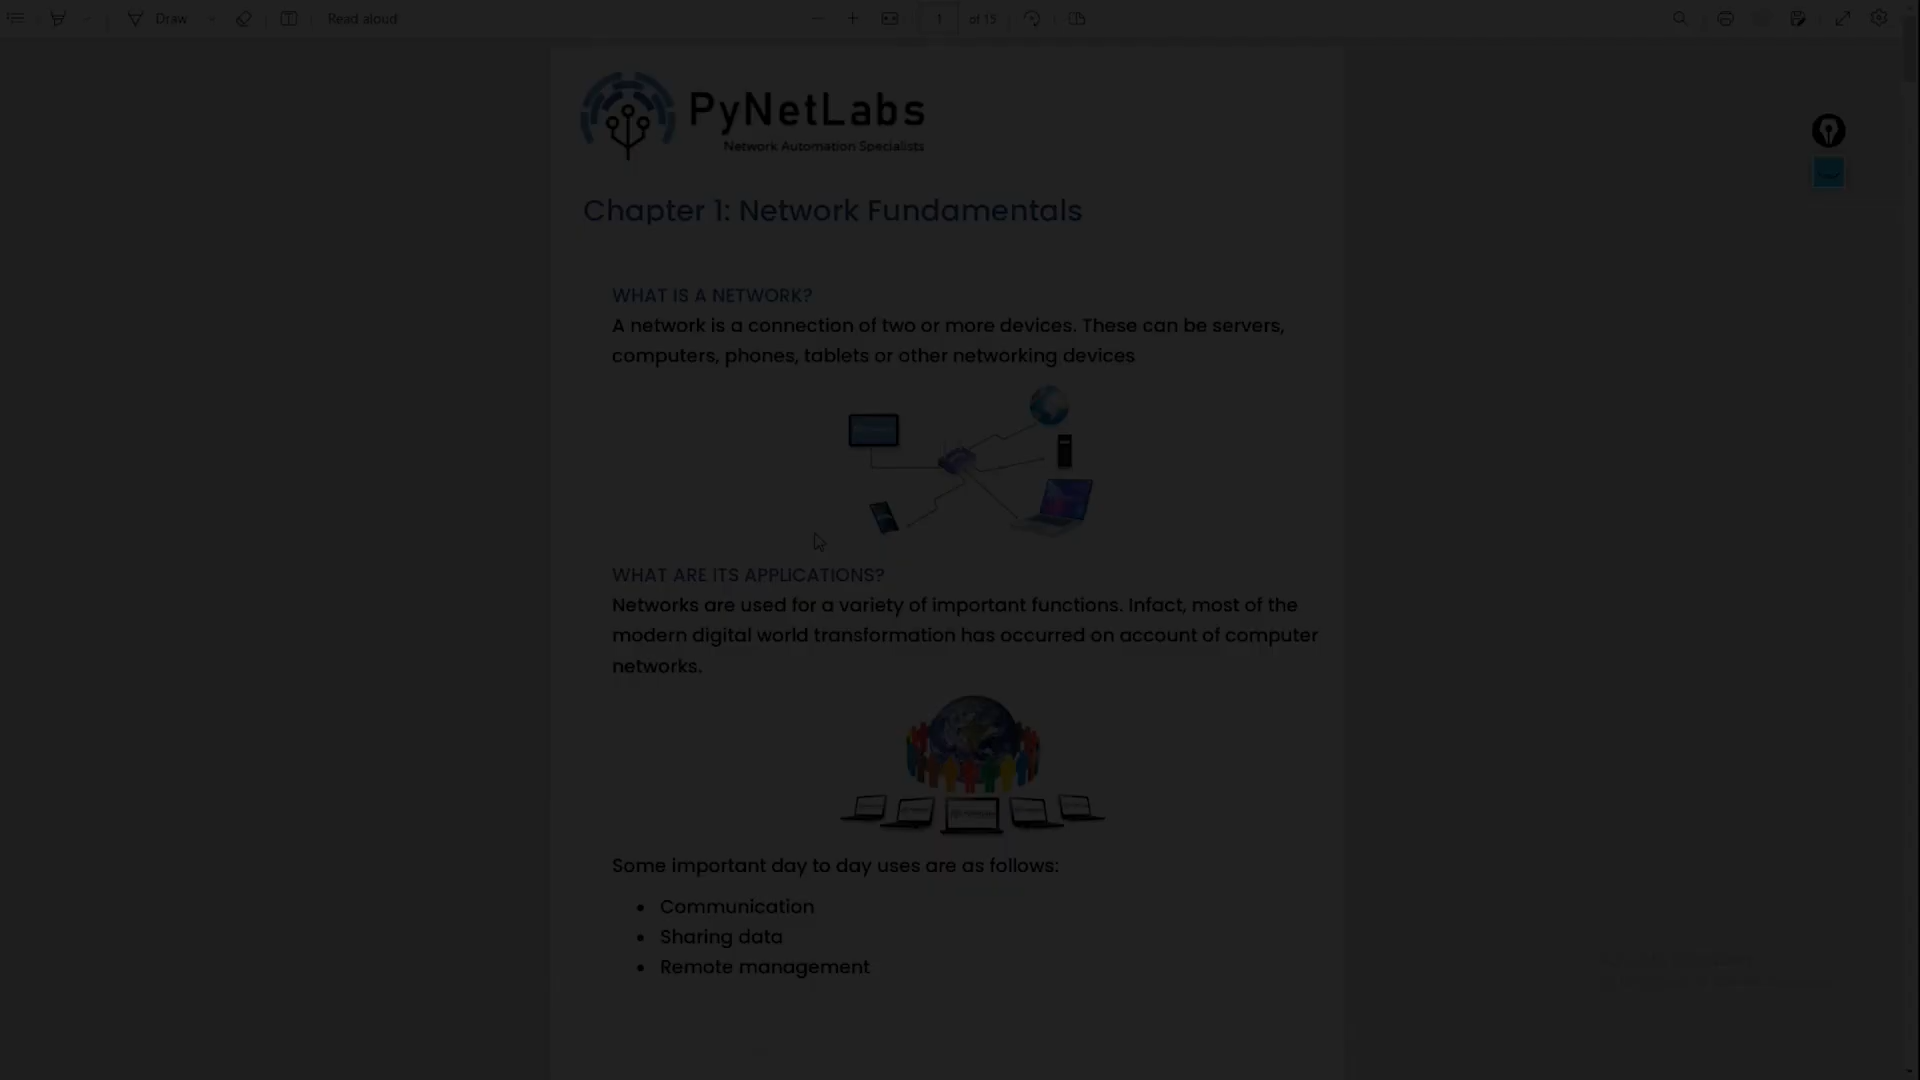 Draw
Read aloud
1 of 15
PyNetLabs
Network Automation Specialists
Chapter 1: Network Fundamentals
WHAT IS A NETWORK?
A network is a connection of two or more devices. These can be servers,
computers, phones, tablets or other networking devices
WHAT ARE ITS APPLICATIONS?
Networks are used for a variety of important functions. Infact, most of the
modern digital world transformation has occurred on account of computer
networks.
Some important day to day uses are as follows:
• Communication
• Sharing data
• Remote management